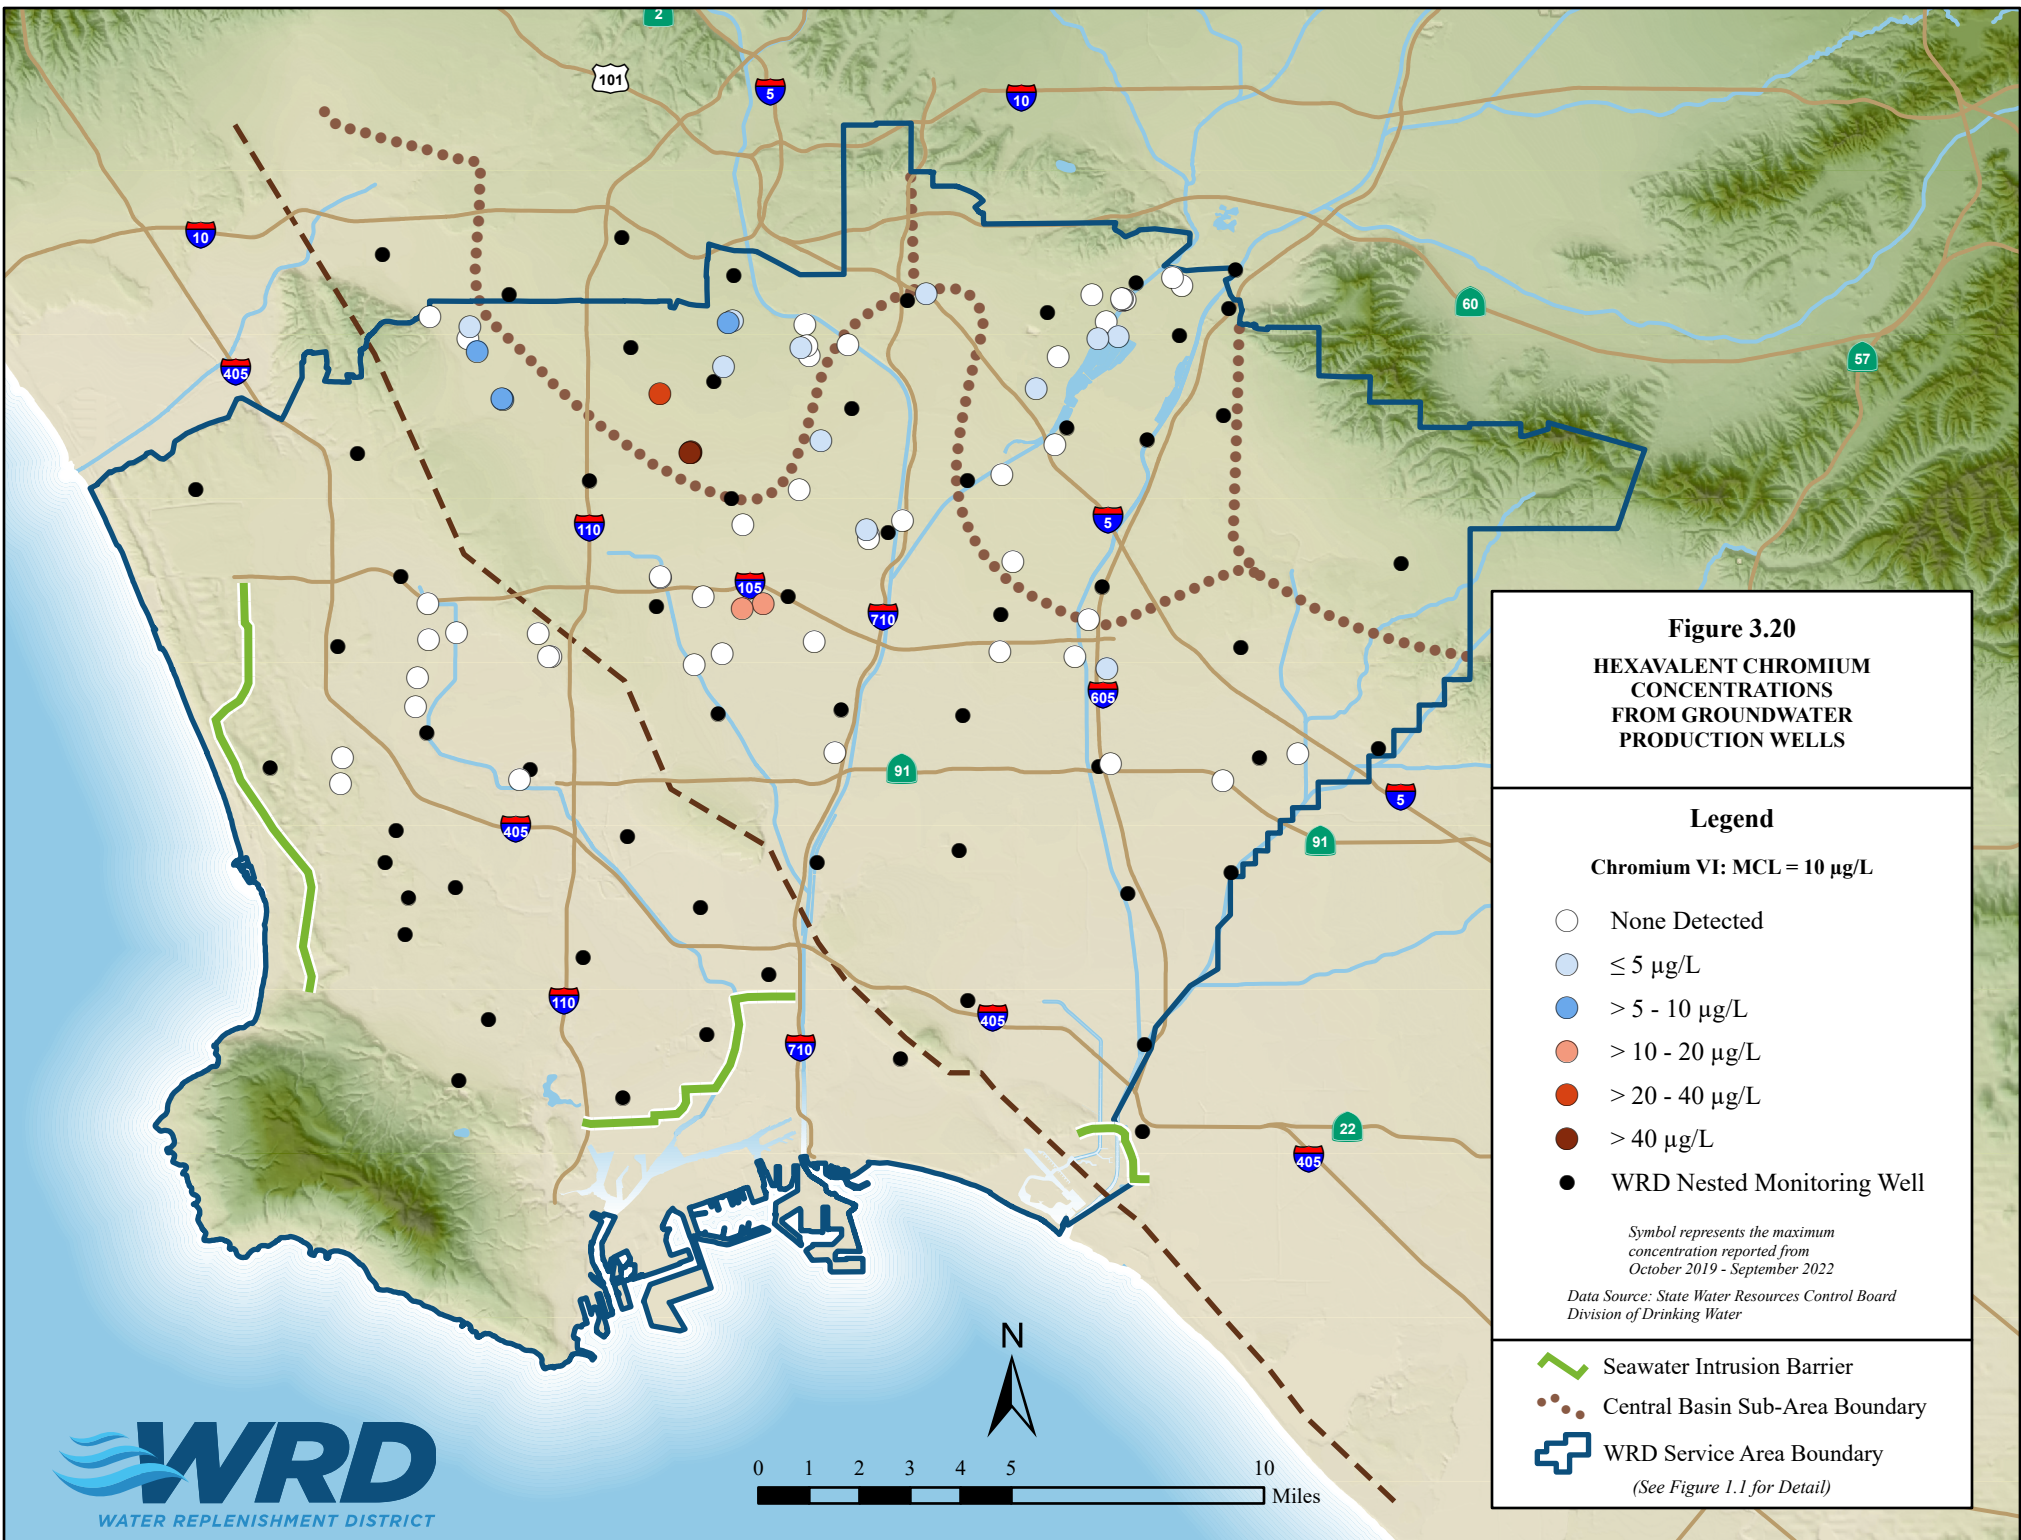 2
101
5
10
10
60
57
405
110
5
105
710
605
91
5
91
405
110
710
405
22
405
Figure 3.20
HEXAVALENT CHROMIUM
CONCENTRATIONS
FROM GROUNDWATER
PRODUCTION WELLS
Legend
Chromium VI: MCL = 10 µg/L
None Detected
≤ 5 µg/L
> 5 - 10 µg/L
> 10 - 20 µg/L
> 20 - 40 µg/L
> 40 µg/L
WRD Nested Monitoring Well
Symbol represents the maximum
concentration reported from
October 2019 - September 2022
Data Source: State Water Resources Control Board
Division of Drinking Water
Seawater Intrusion Barrier
Central Basin Sub-Area Boundary
WRD Service Area Boundary
(See Figure 1.1 for Detail)
N
0 1 2 3 4 5 10
Miles
WRD
WATER REPLENISHMENT DISTRICT